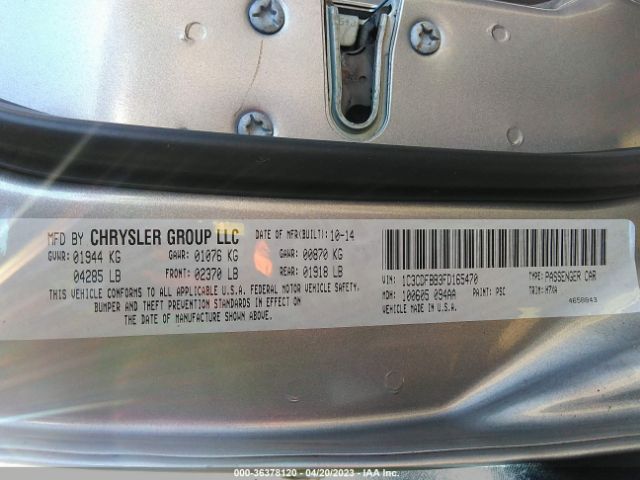 MFD BY CHRYSLER GROUP LLC DATE OF MFR(BUILT): 10-14
GVWR: 01944 KG GAWR: 01076 KG GAWR: 00870 KG
04285 LB FRONT: 02370 LB REAR: 01918 LB
THIS VEHICLE CONFORMS TO ALL APPLICABLE U.S.A. FEDERAL MOTOR VEHICLE SAFETY,
BUMPER AND THEFT PREVENTION STANDARDS IN EFFECT ON
THE DATE OF MANUFACTURE SHOWN ABOVE.
VIN: 1C3CDFBB3FD165470 TYPE: PASSENGER CAR
MDH: 100605 094AA PAINT: PSC TRIM: H7XA
VEHICLE MADE IN U.S.A. 4658843
000-36378120 - 04/20/2023 - IAA Inc.